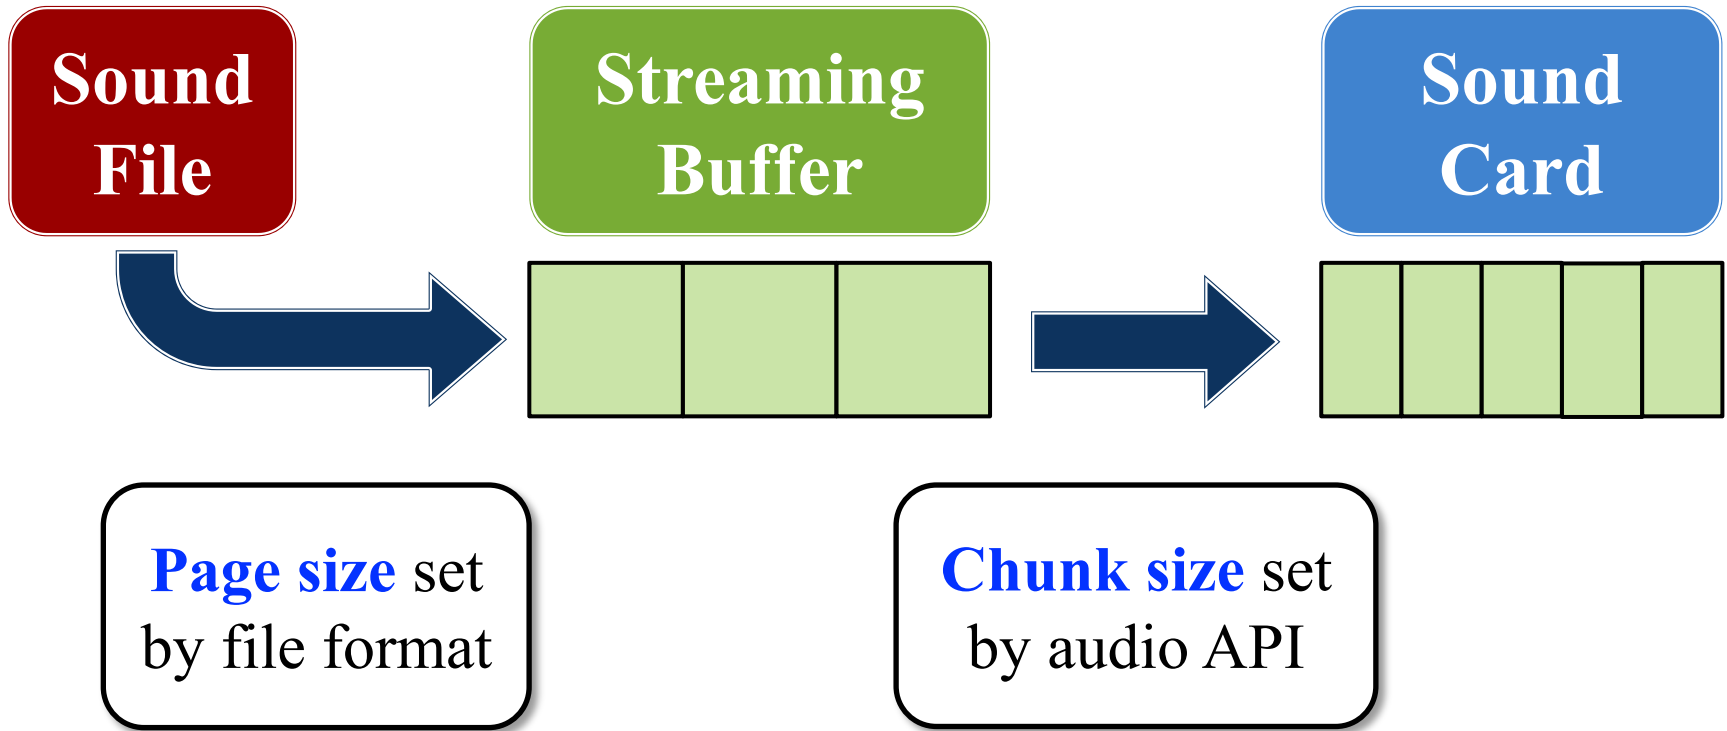 Sound
File
Streaming
Buffer
Sound
Card
Page size set
by file format
Chunk size set
by audio API